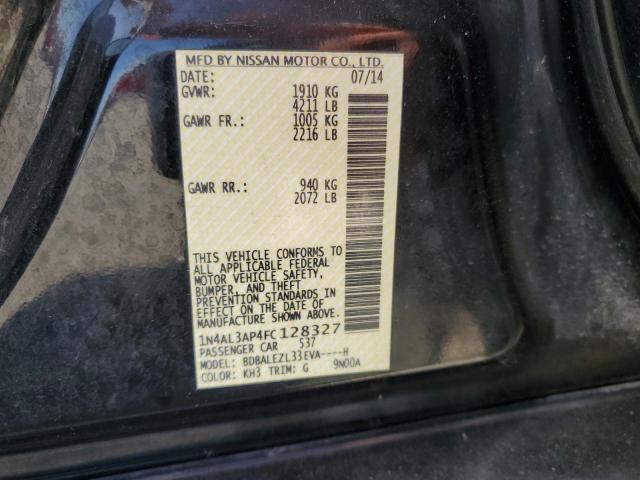 MFD BY NISSAN MOTOR CO., LTD.
DATE: 07/14
GVWR: 1910 KG
4211 LB
GAWR FR.: 1005 KG
2216 LB
GAWR RR.: 940 KG
2072 LB
THIS VEHICLE CONFORMS TO
ALL APPLICABLE FEDERAL
MOTOR VEHICLE SAFETY,
BUMPER, AND THEFT
PREVENTION STANDARDS IN
EFFECT ON THE DATE OF
MANUFACTURE SHOWN ABOVE.
1N4AL3AP4FC128327
PASSENGER CAR 537
MODEL: BDBALEZL33EVA----H
COLOR: KH3 TRIM: G 9N00A